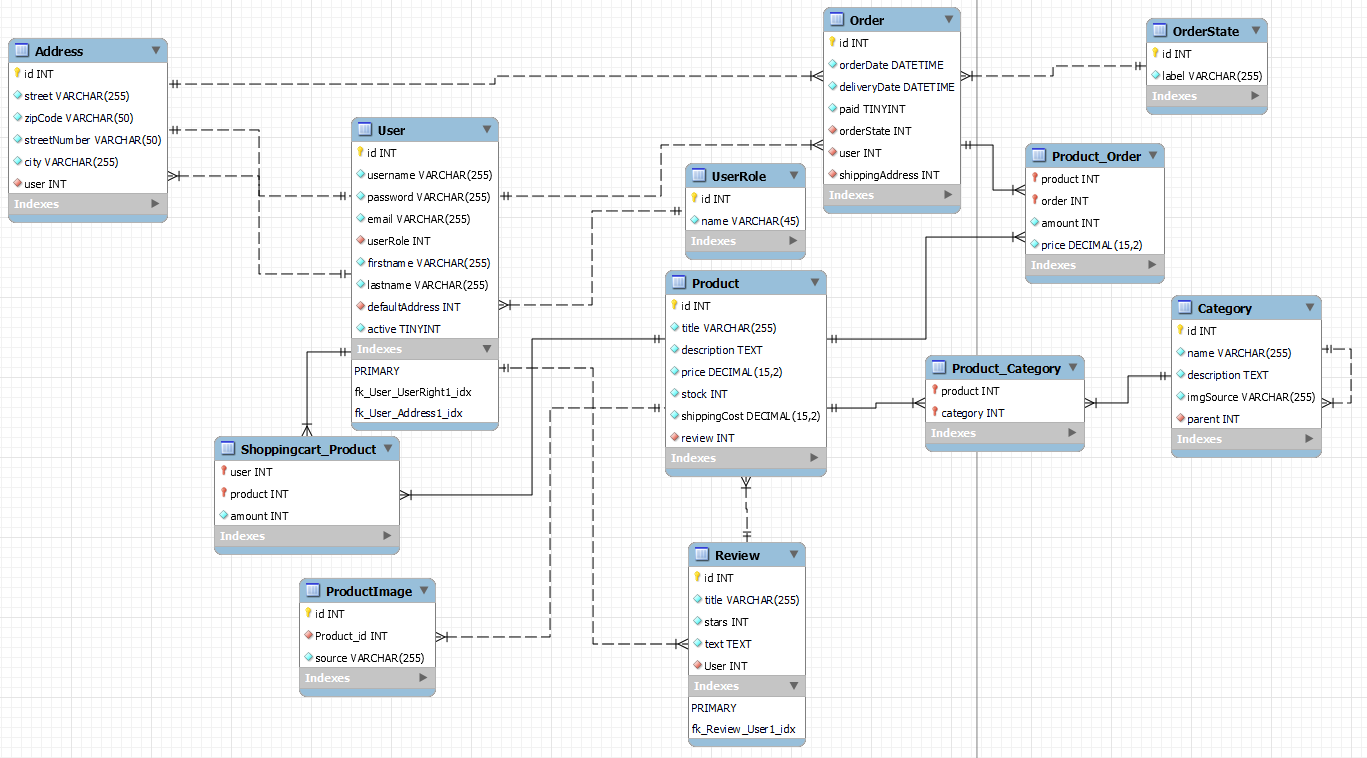 Address
id INT
street VARCHAR(255)
zipCode VARCHAR(50)
streetNumber VARCHAR(50)
city VARCHAR(255)
user INT
Indexes
User
id INT
username VARCHAR(255)
password VARCHAR(255)
email VARCHAR(255)
userRole INT
firstname VARCHAR(255)
lastname VARCHAR(255)
defaultAddress INT
active TINYINT
Indexes
PRIMARY
fk_User_UserRight1_idx
fk_User_Address1_idx
UserRole
id INT
name VARCHAR(45)
Indexes
Order
id INT
orderDate DATETIME
deliveryDate DATETIME
paid TINYINT
orderState INT
user INT
shippingAddress INT
Indexes
OrderState
id INT
label VARCHAR(255)
Indexes
Product_Order
product INT
order INT
amount INT
price DECIMAL(15,2)
Indexes
Product
id INT
title VARCHAR(255)
description TEXT
price DECIMAL(15,2)
stock INT
shippingCost DECIMAL(15,2)
review INT
Indexes
Product_Category
product INT
category INT
Indexes
Category
id INT
name VARCHAR(255)
description TEXT
imgSource VARCHAR(255)
parent INT
Indexes
Shoppingcart_Product
user INT
product INT
amount INT
Indexes
ProductImage
id INT
Product_id INT
source VARCHAR(255)
Indexes
Review
id INT
title VARCHAR(255)
stars INT
text TEXT
User INT
Indexes
PRIMARY
fk_Review_User1_idx